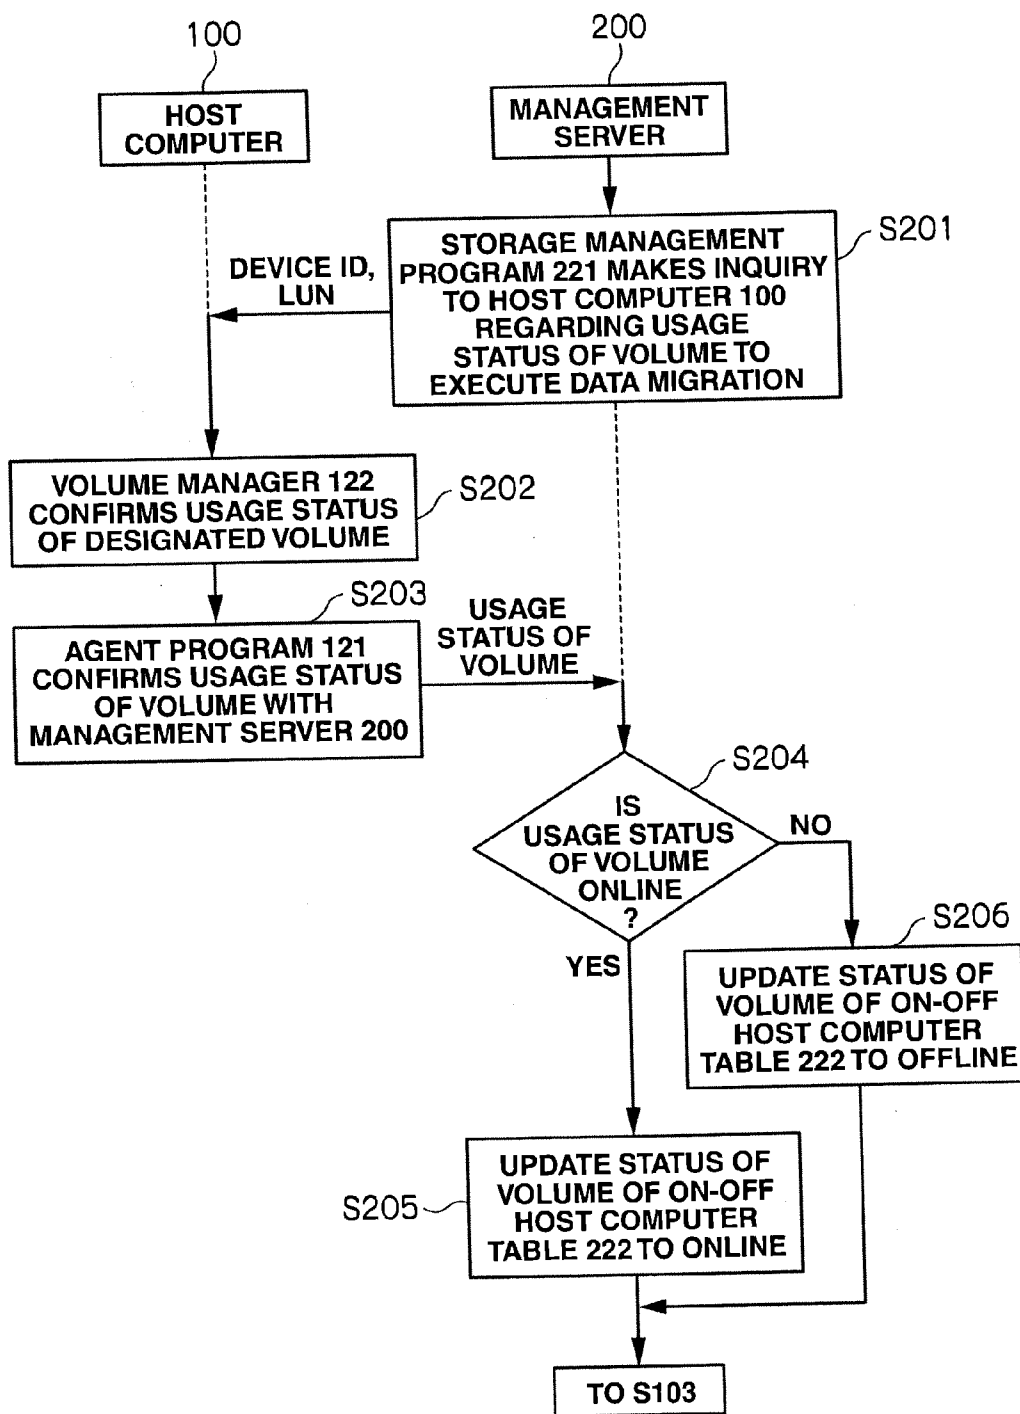 100
200
HOST
COMPUTER
MANAGEMENT
SERVER
STORAGE MANAGEMENT
PROGRAM 221 MAKES INQUIRY
TO HOST COMPUTER 100
REGARDING USAGE
STATUS OF VOLUME TO
EXECUTE DATA MIGRATION
S201
DEVICE ID,
LUN
VOLUME MANAGER 122
CONFIRMS USAGE STATUS
OF DESIGNATED VOLUME
S202
S203
AGENT PROGRAM 121
CONFIRMS USAGE STATUS
OF VOLUME WITH
MANAGEMENT SERVER 200
USAGE
STATUS OF
VOLUME
S204
IS
USAGE STATUS
OF VOLUME
ONLINE
?
NO
YES
S206
UPDATE STATUS OF
VOLUME OF ON-OFF
HOST COMPUTER
TABLE 222 TO OFFLINE
S205
UPDATE STATUS OF
VOLUME OF ON-OFF
HOST COMPUTER
TABLE 222 TO ONLINE
TO S103